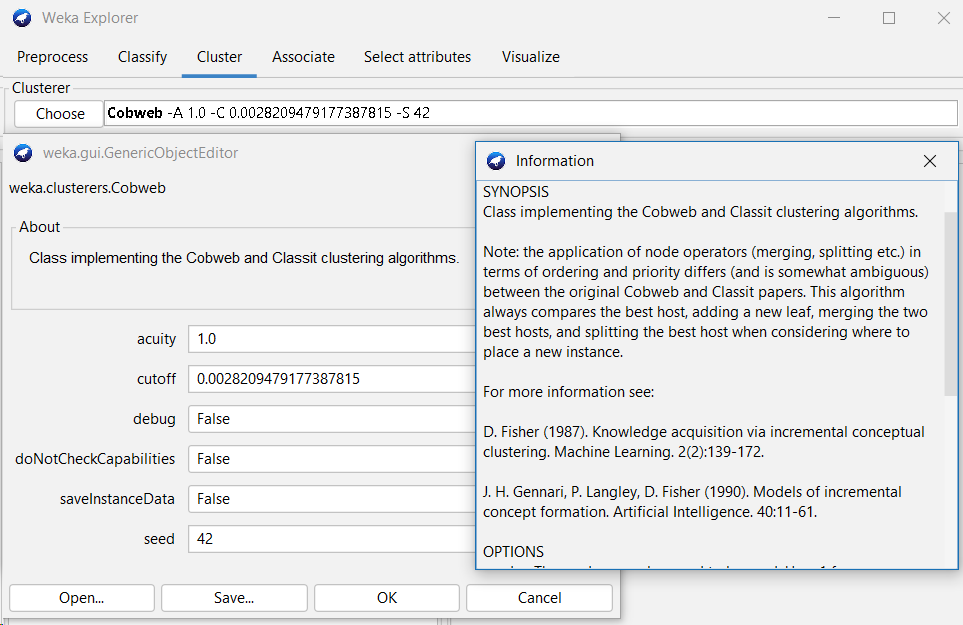 Weka Explorer
Preprocess Classify Cluster Associate Select attributes Visualize
Clusterer
Choose Cobweb -A 1.0 -C 0.0028209479177387815 -S 42
weka.gui.GenericObjectEditor
weka.clusterers.Cobweb
About
Class implementing the Cobweb and Classit clustering algorithms.
acuity 1.0
cutoff 0.0028209479177387815
debug False
doNotCheckCapabilities False
saveInstanceData False
seed 42
Open... Save... OK Cancel
Information
SYNOPSIS
Class implementing the Cobweb and Classit clustering algorithms.
Note: the application of node operators (merging, splitting etc.) in
terms of ordering and priority differs (and is somewhat ambiguous)
between the original Cobweb and Classit papers. This algorithm
always compares the best host, adding a new leaf, merging the two
best hosts, and splitting the best host when considering where to
place a new instance.
For more information see:
D. Fisher (1987). Knowledge acquisition via incremental conceptual
clustering. Machine Learning. 2(2):139-172.
J. H. Gennari, P. Langley, D. Fisher (1990). Models of incremental
concept formation. Artificial Intelligence. 40:11-61.
OPTIONS